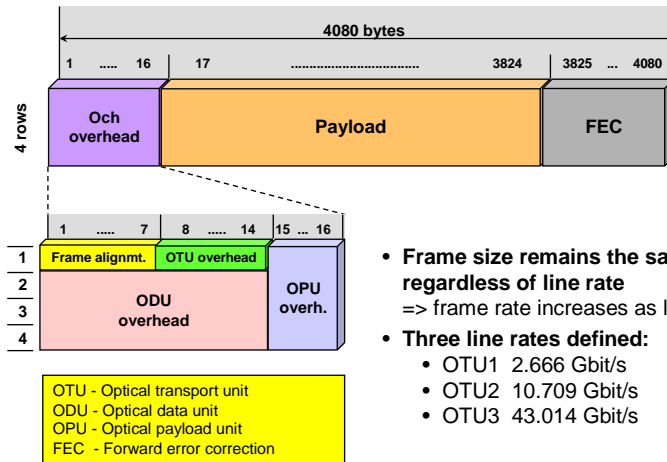 4080 bytes
1 ..... 16 17 .................................. 3824 3825 ... 4080
4 rows
Och
overhead
Payload
FEC
1 ..... 7 8 ..... 14 15 ... 16
1
2
3
4
Frame alignmt.
OTU overhead
ODU
overhead
OPU
overh.
OTU - Optical transport unit
ODU - Optical data unit
OPU - Optical payload unit
FEC - Forward error correction
• Frame size remains the sa
regardless of line rate
=> frame rate increases as l
• Three line rates defined:
• OTU1 2.666 Gbit/s
• OTU2 10.709 Gbit/s
• OTU3 43.014 Gbit/s